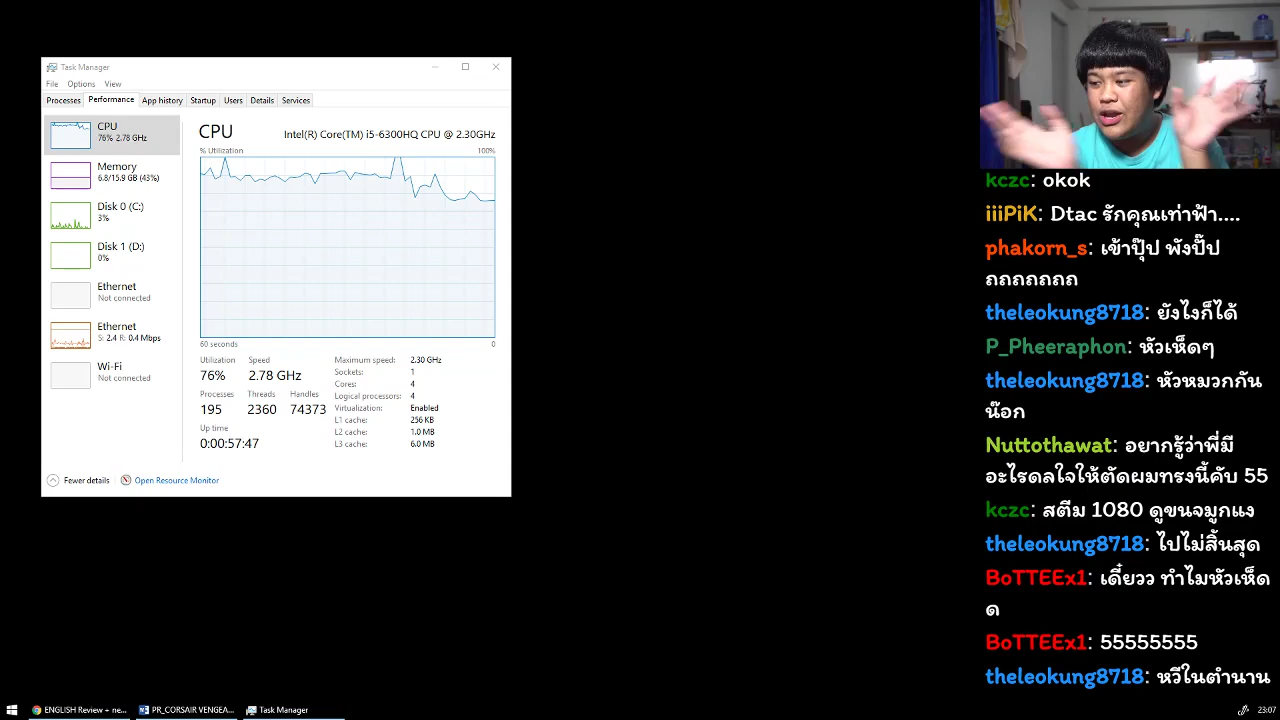 Task Manager
File Options View
Processes Performance App history Startup Users Details Services
CPU
76% 2.78 GHz
Memory
6.8/15.9 GB (43%)
Disk 0 (C:)
3%
Disk 1 (D:)
0%
Ethernet
Not connected
Ethernet
S: 2.4 R: 0.4 Mbps
Wi-Fi
Not connected
CPU Intel(R) Core(TM) i5-6300HQ CPU @ 2.30GHz
% Utilization 100%
60 seconds 0
Utilization Speed
76% 2.78 GHz
Processes Threads Handles
195 2360 74373
Up time
0:00:57:47
Maximum speed: 2.30 GHz
Sockets: 1
Cores: 4
Logical processors: 4
Virtualization: Enabled
L1 cache: 256 KB
L2 cache: 1.0 MB
L3 cache: 6.0 MB
Fewer details Open Resource Monitor
kczc: okok
iiiPiK: Dtac รักคุณเท่าฟ้า....
phakorn_s: เข้าปุ๊ป พังปั๊ป
ถถถถถถถ
theleokung8718: ยังไงก็ได้
P_Pheeraphon: หัวเห็ดๆ
theleokung8718: หัวหมวกกัน
น๊อก
Nuttothawat: อยากรู้ว่าพี่มี
อะไรดลใจให้ตัดผมทรงนี้คับ 55
kczc: สตีม 1080 ดูขนจมูกแง
theleokung8718: ไปไม่สิ้นสุด
BoTTEEx1: เดี๋ยวว ทำไมหัวเห็ด
ด
BoTTEEx1: 55555555
theleokung8718: หวีในตำนาน
ENGLISH Review + ne... PR_CORSAIR VENGEA... Task Manager 23:07